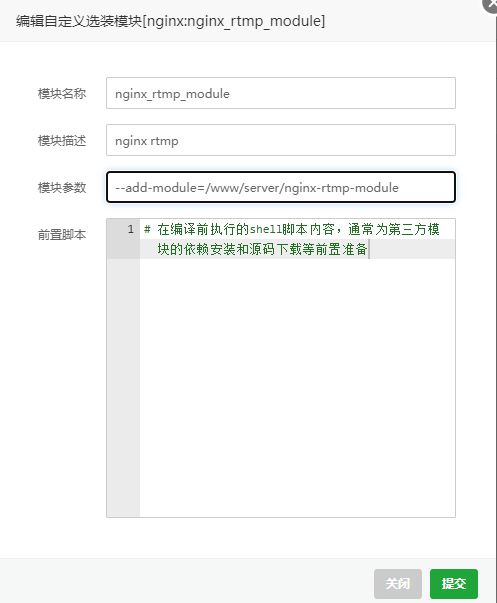 编辑自定义选装模块[nginx:nginx_rtmp_module]
模块名称 nginx_rtmp_module
模块描述 nginx rtmp
模块参数 --add-module=/www/server/nginx-rtmp-module
前置脚本 1 # 在编译前执行的shell脚本内容，通常为第三方模
块的依赖安装和源码下载等前置准备
关闭 提交